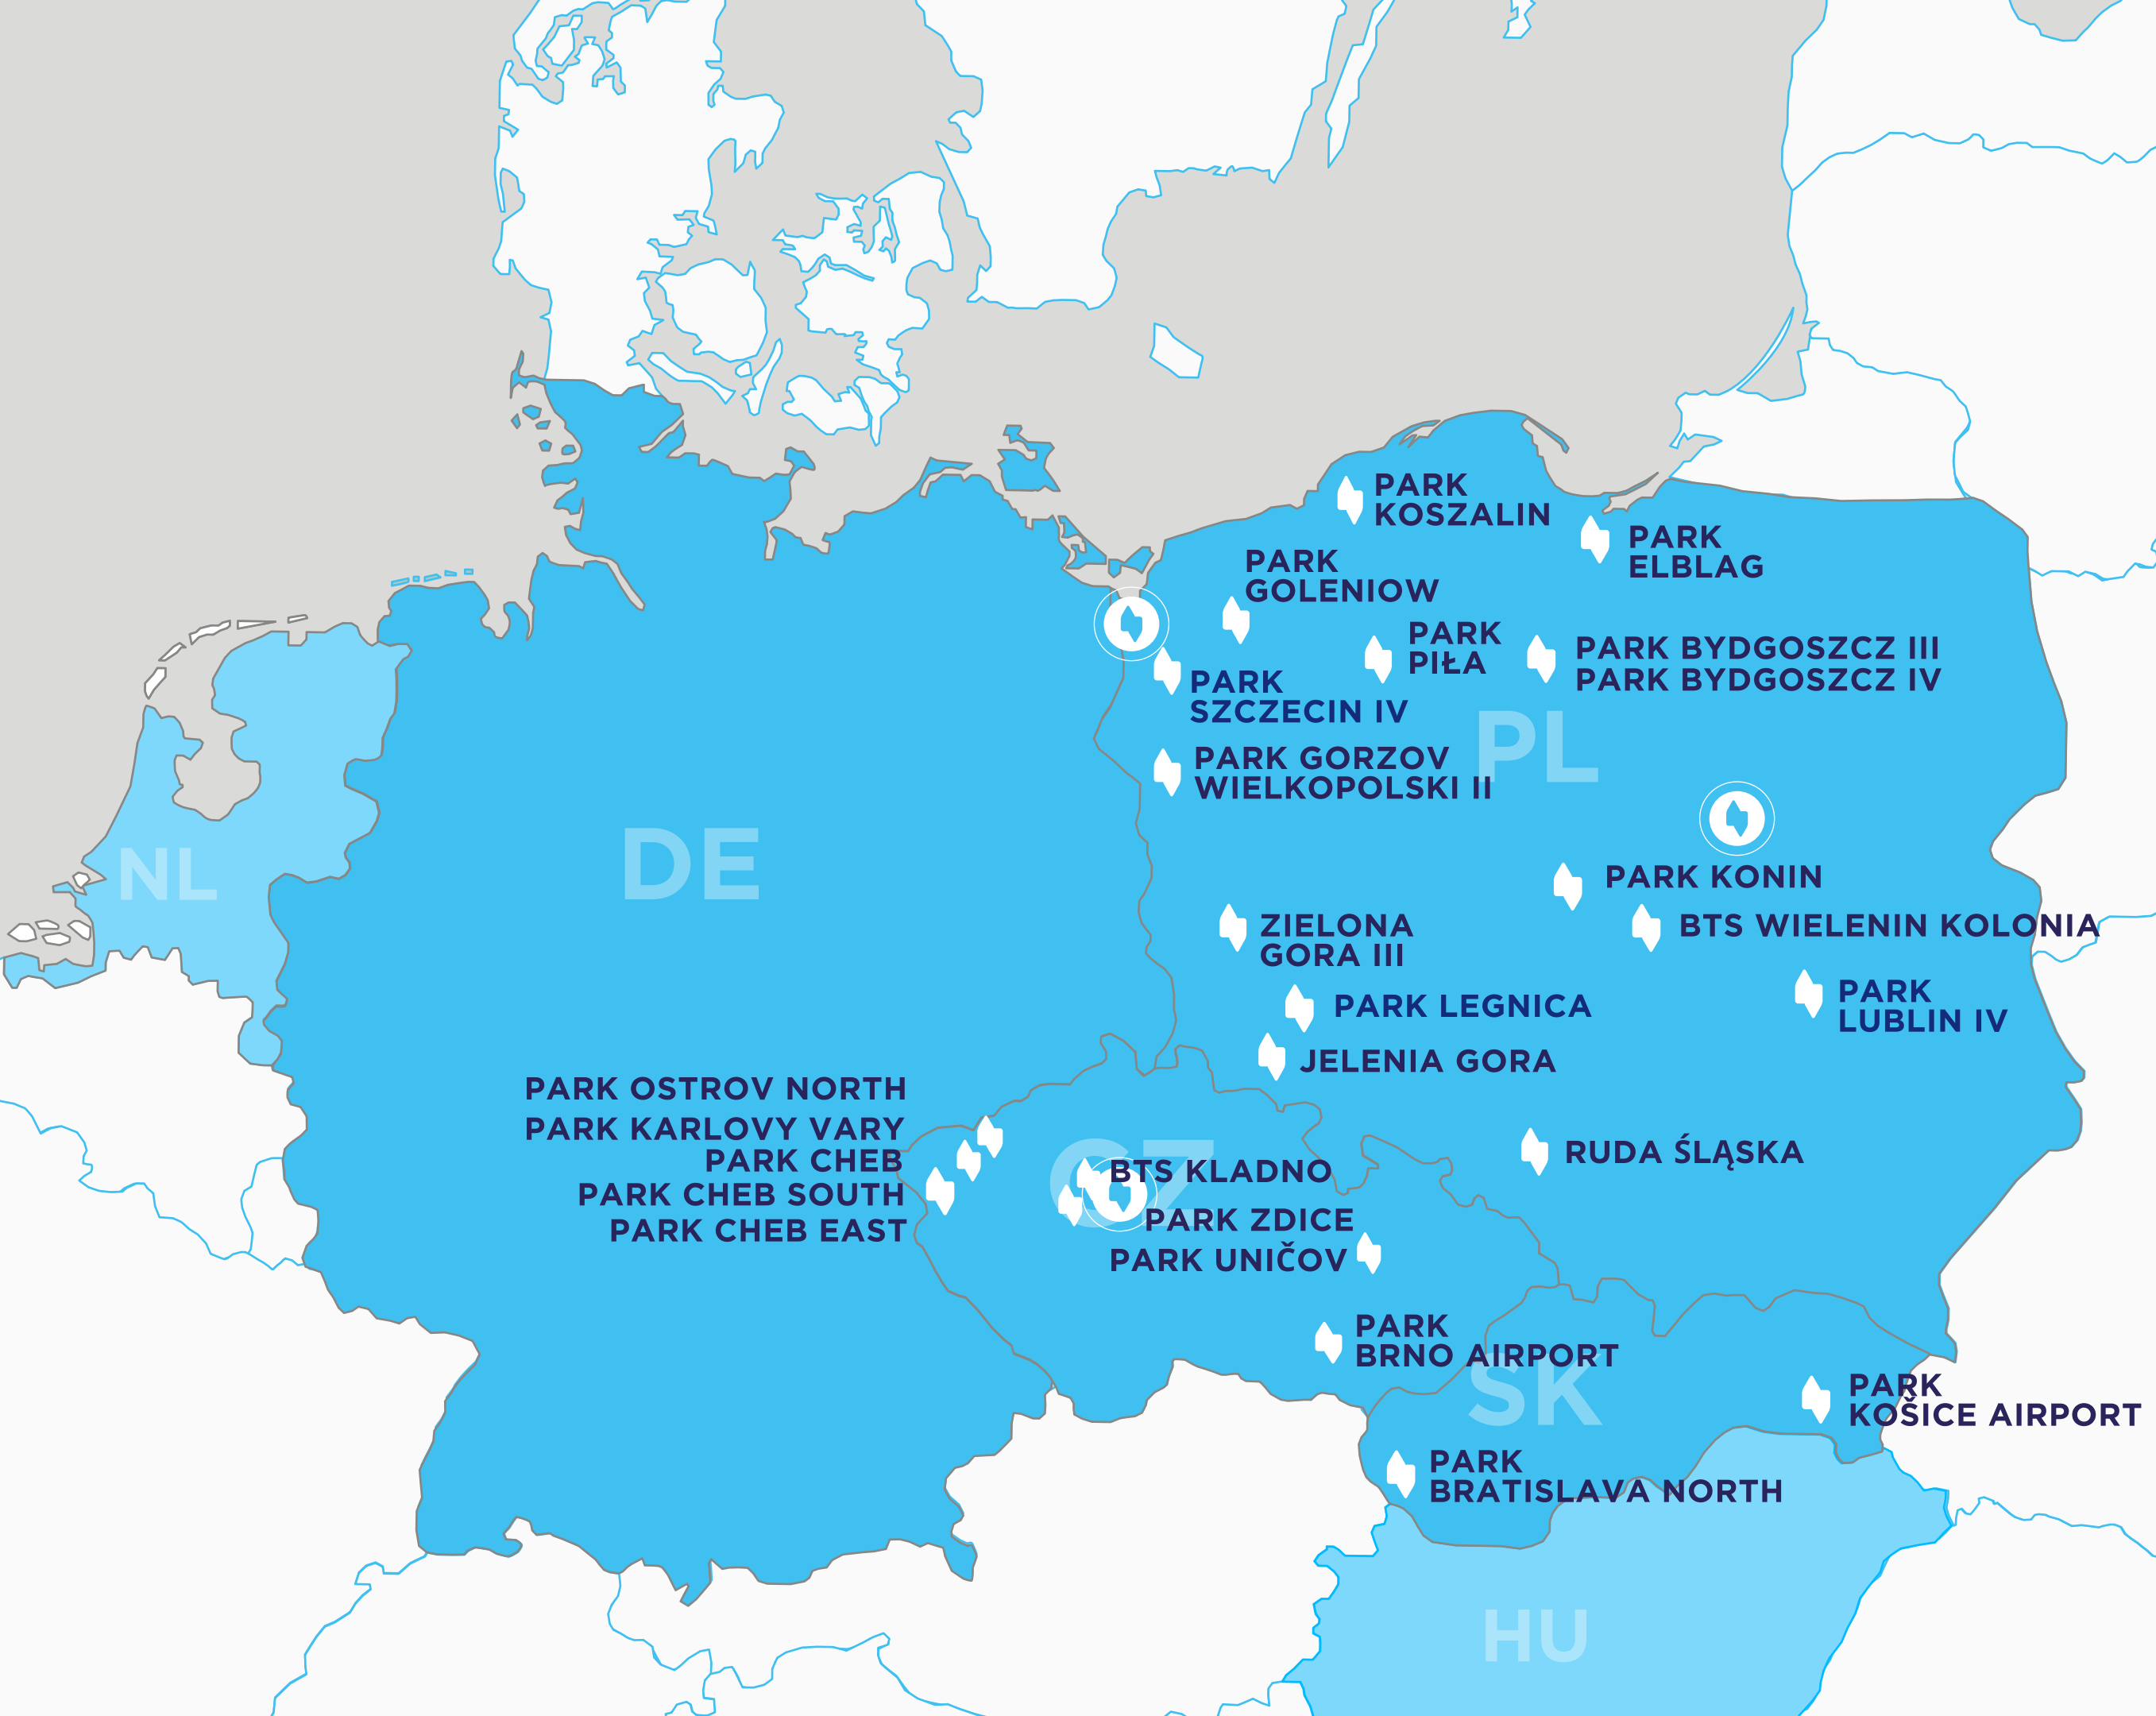 PARK
KOSZALIN
PARK
ELBLAG
PARK
GOLENIOW
PARK
PIŁA
PARK BYDGOSZCZ III
PARK BYDGOSZCZ IV
PARK
SZCZECIN IV
PL
PARK GORZOV
WIELKOPOLSKI II
DE
NL
PARK KONIN
ZIELONA
GORA III
BTS WIELENIN KOLONIA
PARK LEGNICA
PARK
LUBLIN IV
JELENIA GORA
PARK OSTROV NORTH
PARK KARLOVY VARY
PARK CHEB
PARK CHEB SOUTH
PARK CHEB EAST
CZ
BTS KLADNO
RUDA ŚLĄSKA
PARK ZDICE
PARK UNIČOV
PARK
BRNO AIRPORT
SK
PARK
KOŠICE AIRPORT
PARK
BRATISLAVA NORTH
HU